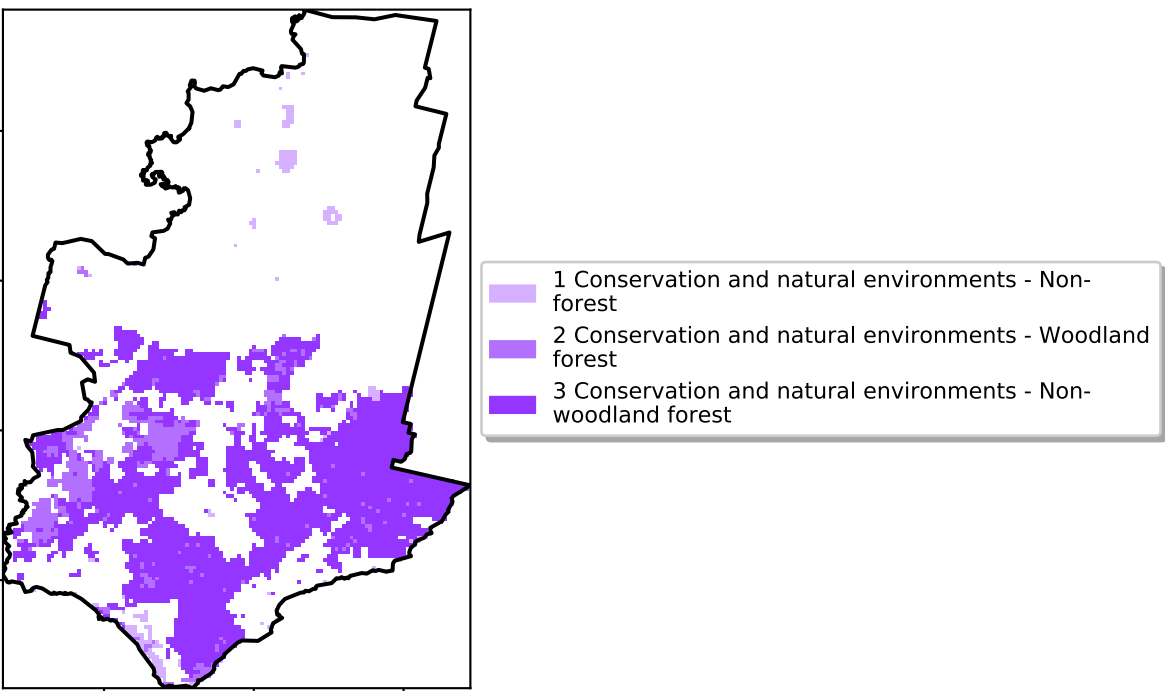 1 Conservation and natural environments - Non-
forest
2 Conservation and natural environments - Woodland
forest
3 Conservation and natural environments - Non-
woodland forest